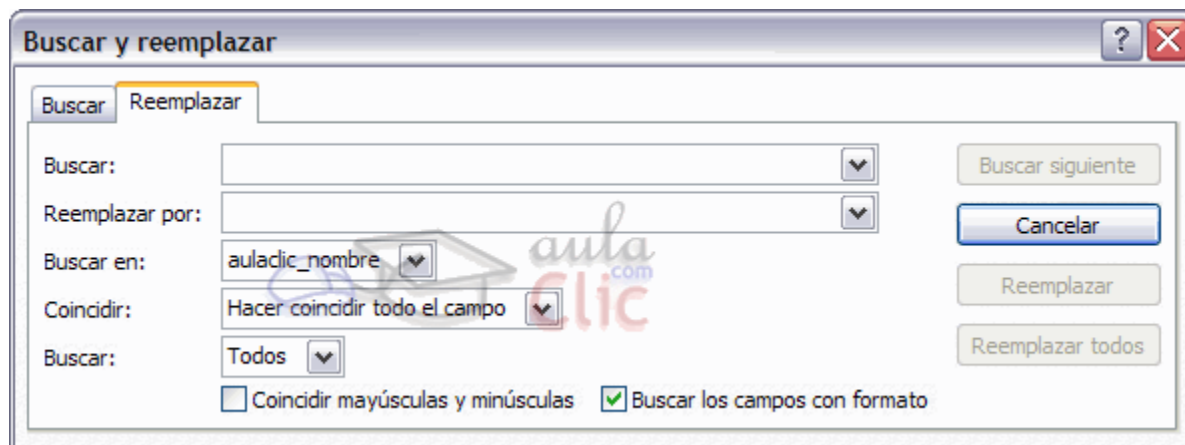 Buscar y reemplazar
Buscar Reemplazar
Buscar: Buscar siguiente
Reemplazar por: Cancelar
Buscar en: aulaclic_nombre
Reemplazar
Coincidir: Hacer coincidir todo el campo
Buscar: Todos Reemplazar todos
Coincidir mayúsculas y minúsculas Buscar los campos con formato
aula
com
Clic